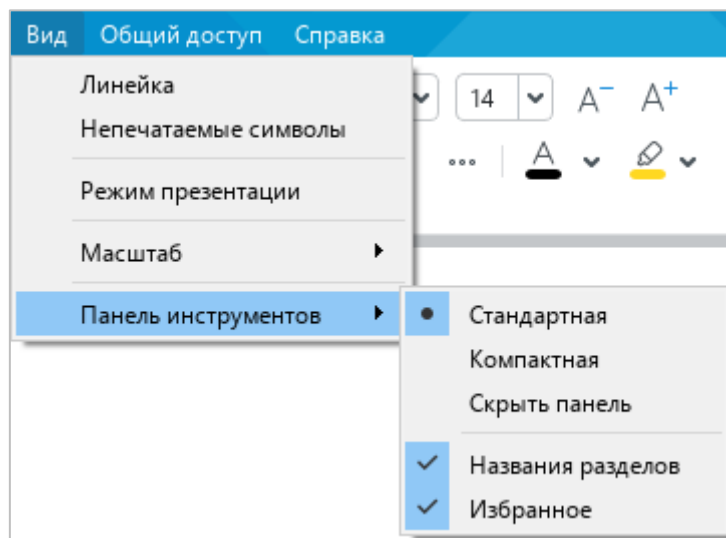 Вид Общий доступ Справка
Линейка
Непечатаемые символы
Режим презентации
Масштаб
Панель инструментов
14 A⁻ A⁺
A
Стандартная
Компактная
Скрыть панель
Названия разделов
Избранное